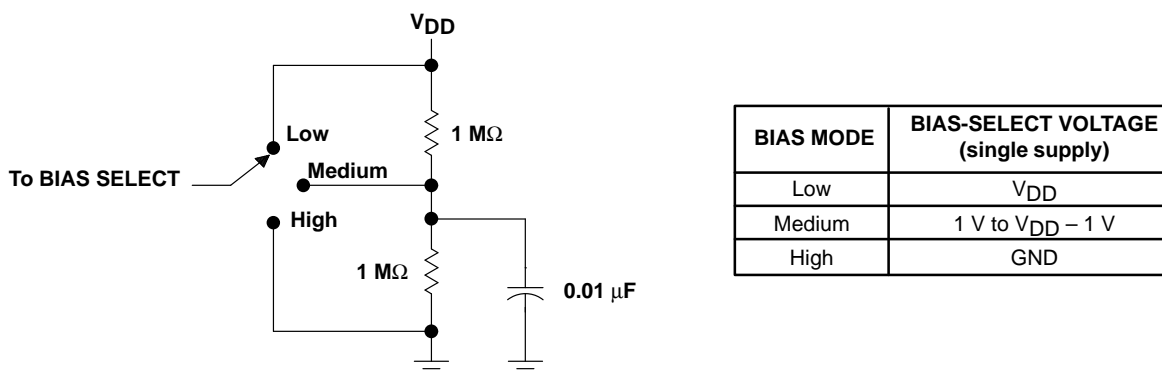 VDD
Low
1 MΩ
To BIAS SELECT
Medium
High
1 MΩ
0.01 μF
BIAS MODE
BIAS-SELECT VOLTAGE
(single supply)
Low
VDD
Medium
1 V to VDD – 1 V
High
GND